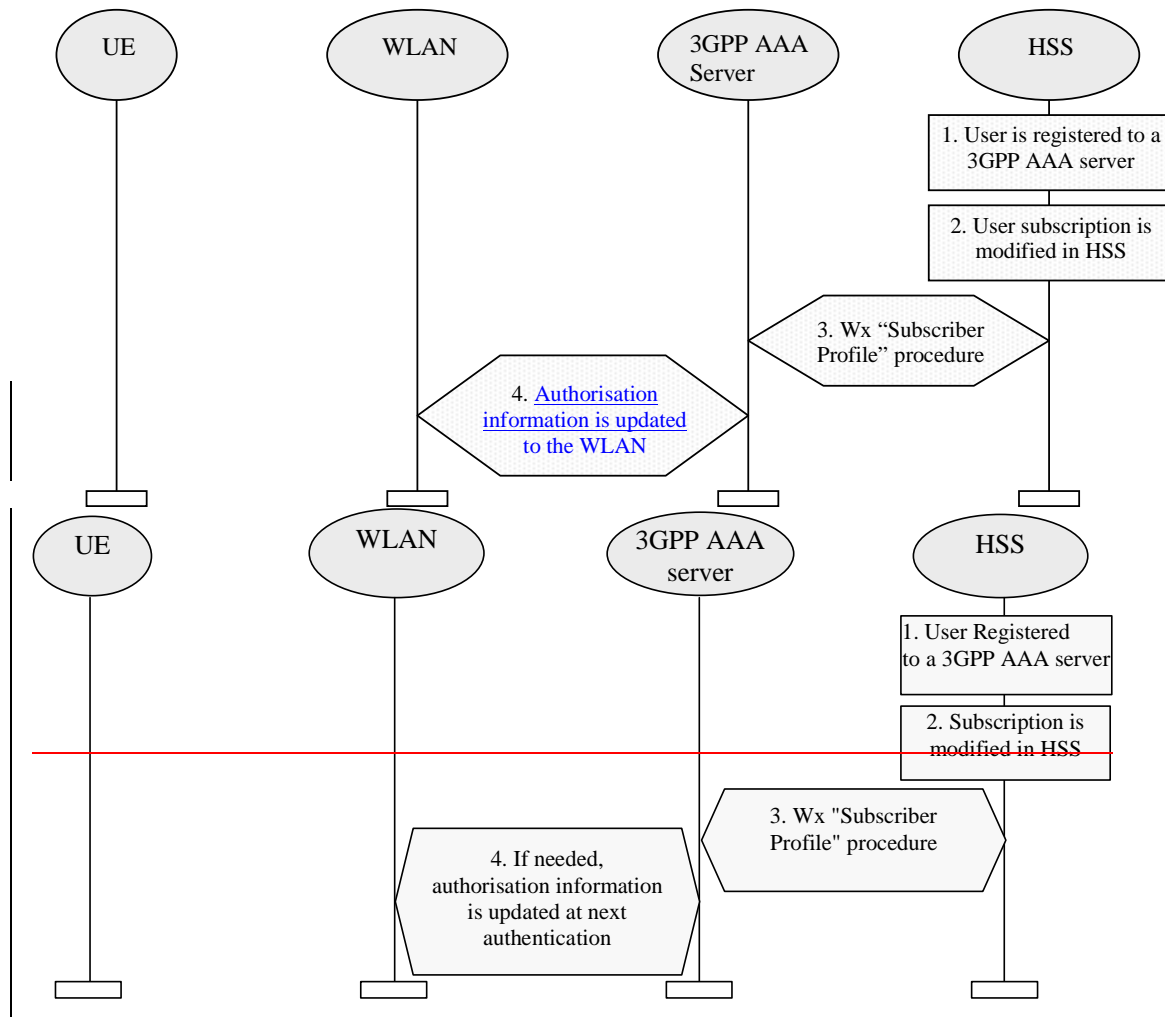 UE
WLAN
3GPP AAA
Server
HSS
1. User is registered to a
3GPP AAA server
2. User subscription is
modified in HSS
3. Wx “Subscriber
Profile” procedure
4. Authorisation
information is updated
to the WLAN
UE
WLAN
3GPP AAA
server
HSS
1. User Registered
to a 3GPP AAA server
2. Subscription is
modified in HSS
3. Wx "Subscriber
Profile" procedure
4. If needed,
authorisation information
is updated at next
authentication